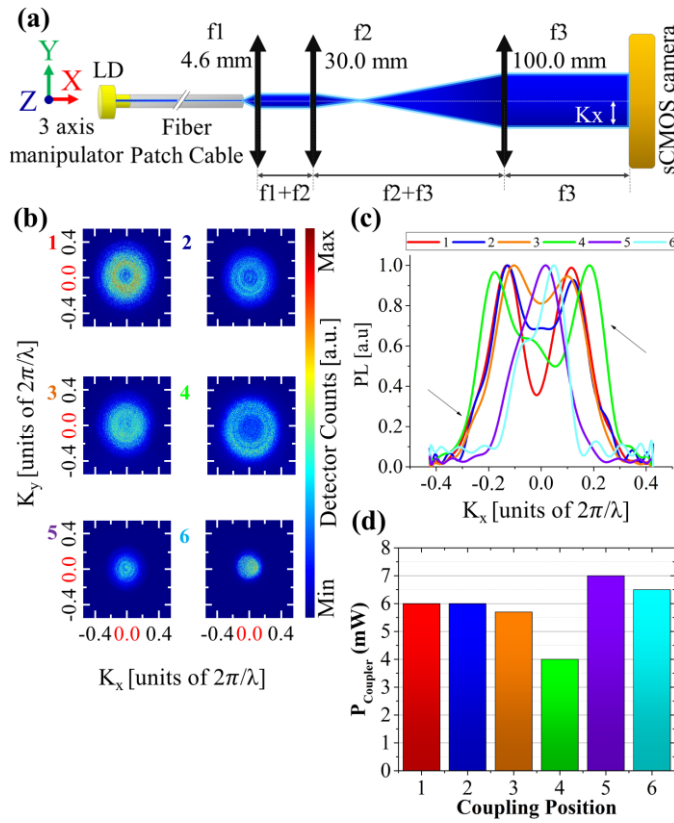 (a)
f1
f2
f3
4.6 mm
30.0 mm
100.0 mm
Y
X
Z
LD
3 axis
manipulator
Fiber
Patch Cable
Kx
sCMOS camera
f1+f2
f2+f3
f3
(b)
1
2
3
4
5
6
0.4
0.0
-0.4
0.4
0.0
-0.4
0.4
0.0
-0.4
-0.4 0.0 0.4
-0.4 0.0 0.4
Ky [units of 2π/λ]
Kx [units of 2π/λ]
Max
Detector Counts [a.u.]
Min
(c)
1 2 3 4 5 6
1.0
0.8
0.6
0.4
0.2
0.0
PL [a.u]
-0.4 -0.2 0.0 0.2 0.4
Kx [units of 2π/λ]
(d)
8
7
6
5
4
3
2
1
0
PCoupler (mW)
1 2 3 4 5 6
Coupling Position